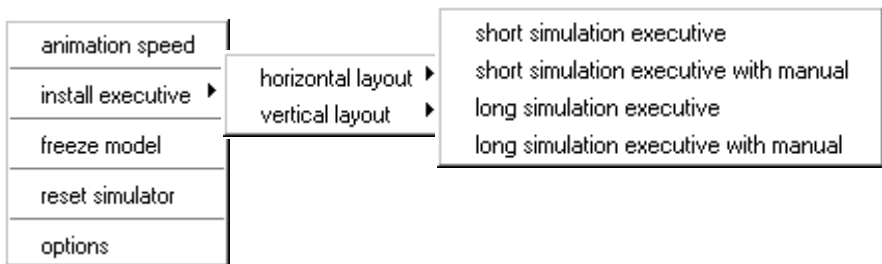 animation speed
install executive
freeze model
reset simulator
options
horizontal layout
vertical layout
short simulation executive
short simulation executive with manual
long simulation executive
long simulation executive with manual